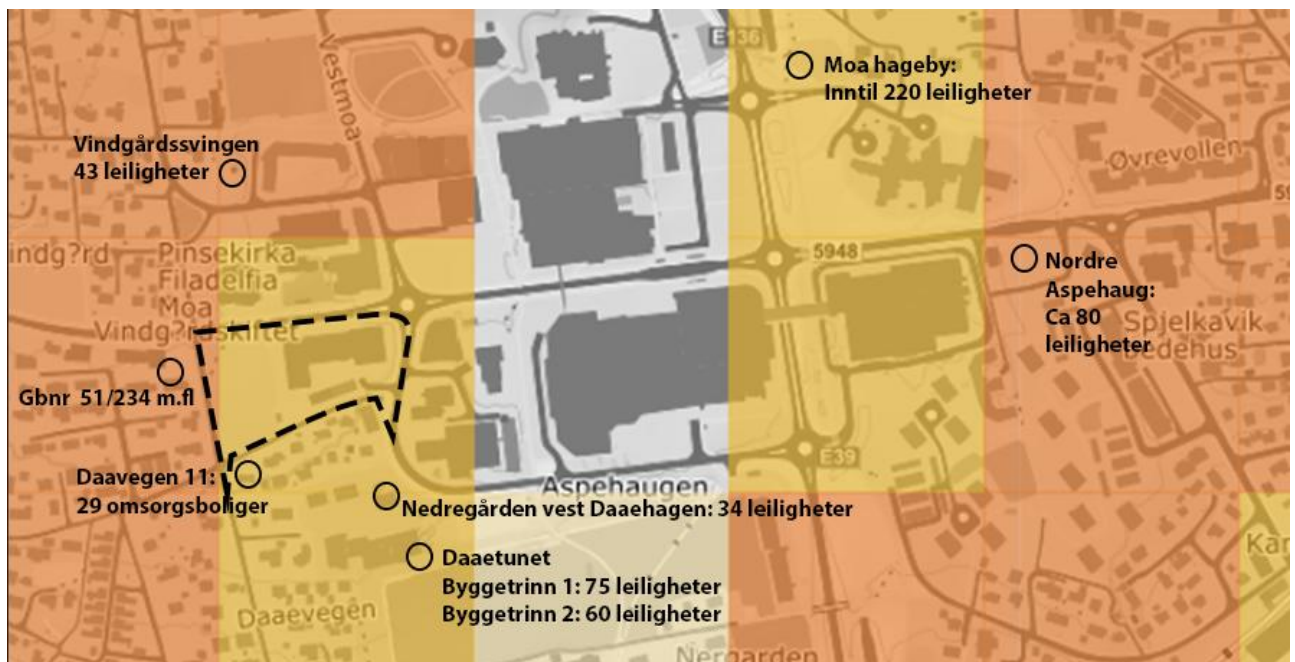 Vestmoa
E136
Moa hageby:
Inntil 220 leiligheter
Vindgårdssvingen
43 leiligheter
Øvrevollen
59
indg?rd
Pinsekirka
Filadelfia
Moa
Vindg?rdskiftet
5948
Nordre
Aspehaug:
Ca 80
leiligheter
Spjelkavik
bedehus
Gbnr 51/234 m.fl
Daavegen 11:
29 omsorgsboliger
E39
Aspehaugen
Nedregården vest Daaehagen: 34 leiligheter
Daaetunet
Byggetrinn 1: 75 leiligheter
Byggetrinn 2: 60 leiligheter
Kar
Daaevegen
Nergarden